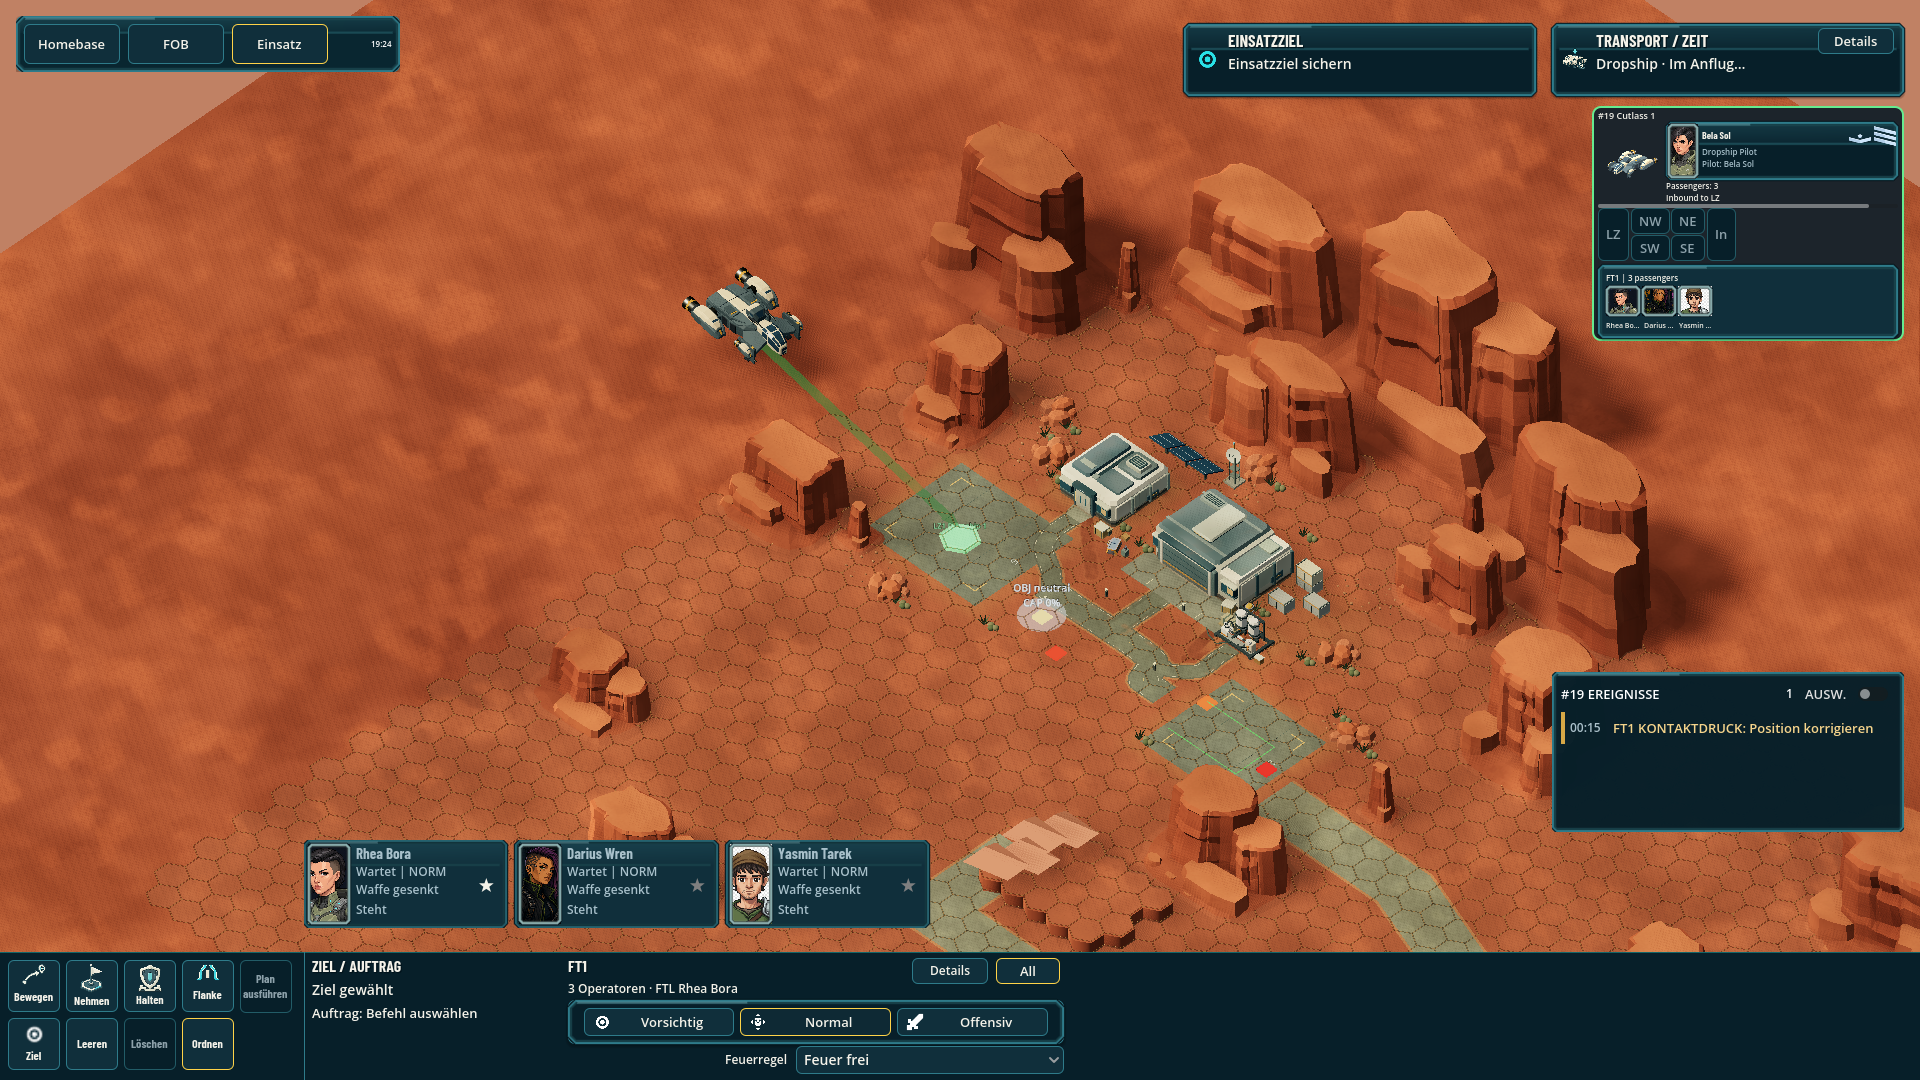 Homebase
FOB
Einsatz
19:24
EINSATZZIEL
Einsatzziel sichern
TRANSPORT / ZEIT
Details
Dropship · Im Anflug...
#19 Cutlass 1
Bela Sol
Dropship Pilot
Pilot: Bela Sol
Passengers: 3
Inbound to LZ
LZ
NW
NE
SW
SE
In
FT1 | 3 passengers
Rhea Bo...
Darius ...
Yasmin ...
OBJ neutral
CAP 0%
#19 EREIGNISSE
1
AUSW.
00:15
FT1 KONTAKTDRUCK: Position korrigieren
Rhea Bora
Wartet | NORM
Waffe gesenkt
Steht
Darius Wren
Wartet | NORM
Waffe gesenkt
Steht
Yasmin Tarek
Wartet | NORM
Waffe gesenkt
Steht
Bewegen
Nehmen
Halten
Flanke
Plan
ausführen
Ziel
Leeren
Löschen
Ordnen
ZIEL / AUFTRAG
Ziel gewählt
Auftrag: Befehl auswählen
FT1
Details
All
3 Operatoren · FTL Rhea Bora
Vorsichtig
Normal
Offensiv
Feuerregel
Feuer frei